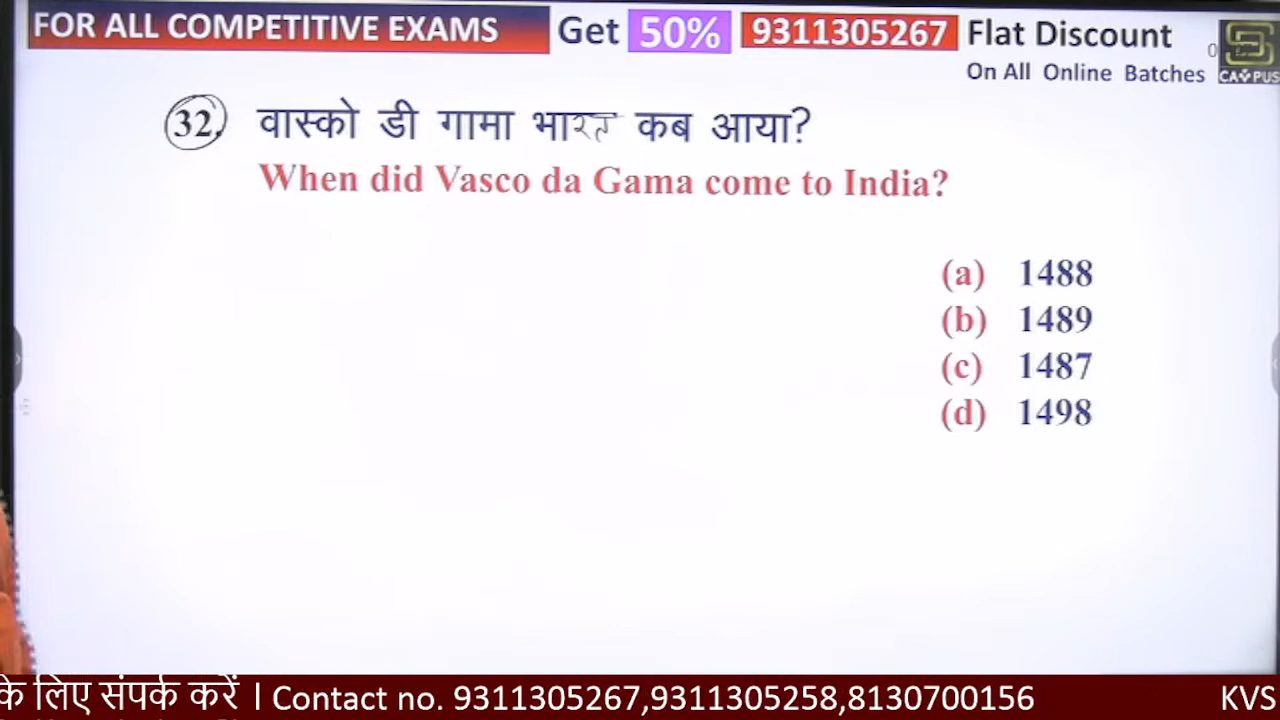 FOR ALL COMPETITIVE EXAMS Get 50% 9311305267 Flat Discount
On All Online Batches
CAMPUS
32. वास्को डी गामा भारत कब आया?
When did Vasco da Gama come to India?
(a) 1488
(b) 1489
(c) 1487
(d) 1498
के लिए संपर्क करें । Contact no. 9311305267,9311305258,8130700156 KVS